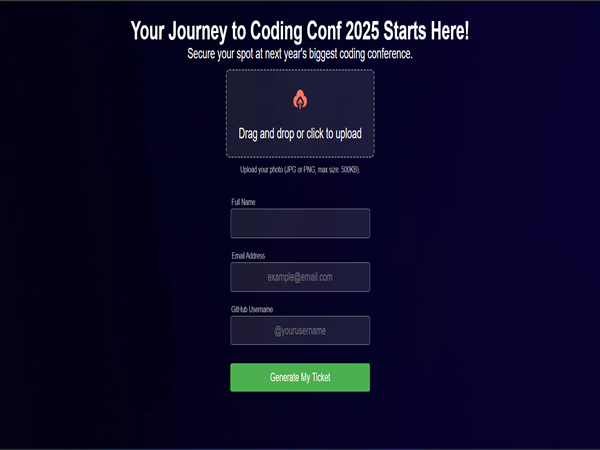 Your Journey to Coding Conf 2025 Starts Here!
Secure your spot at next year's biggest coding conference.
Drag and drop or click to upload
Upload your photo (JPG or PNG, max size: 500KB).
Full Name
Email Address
example@email.com
GitHub Username
@yourusername
Generate My Ticket